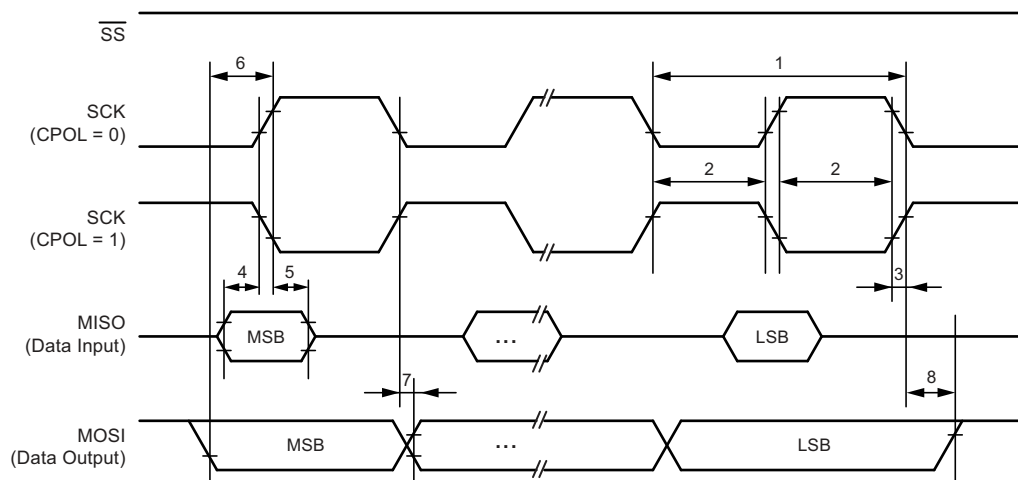 SS
6
1
SCK
(CPOL = 0)
2
2
SCK
(CPOL = 1)
4
5
3
MISO
(Data Input)
MSB
...
LSB
7
8
MOSI
(Data Output)
MSB
...
LSB